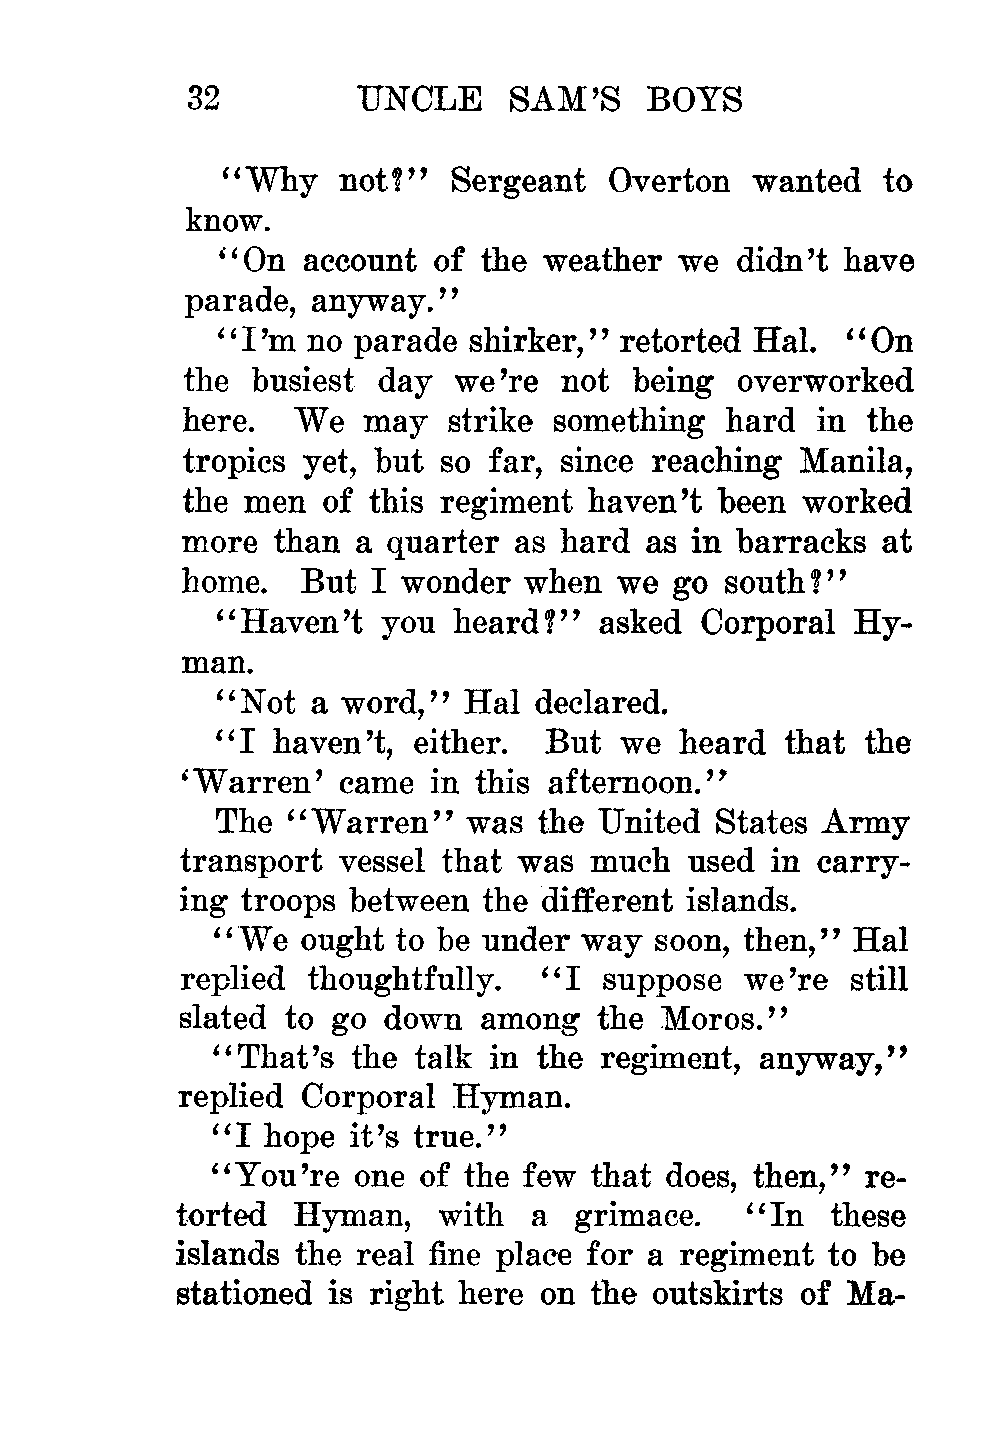 32 UNCLE SAM'S BOYS
"Why not?" Sergeant Overton wanted to
know.
"On account of the weather we didn't have
parade, anyway."
"I'm no parade shirker," retorted Hal. "On
the busiest day we're not being overworked
here. We may strike something hard in the
tropics yet, but so far, since reaching Manila,
the men of this regiment haven't been worked
more than a quarter as hard as in barracks at
home. But I wonder when we go south?"
"Haven't you heard?" asked Corporal Hy-
man.
"Not a word," Hal declared.
"I haven't, either. But we heard that the
'Warren' came in this afternoon."
The "Warren" was the United States Army
transport vessel that was much used in carry-
ing troops between the different islands.
"We ought to be under way soon, then," Hal
replied thoughtfully. "I suppose we're still
slated to go down among the Moros."
"That's the talk in the regiment, anyway,"
replied Corporal Hyman.
"I hope it's true."
"You're one of the few that does, then," re-
torted Hyman, with a grimace. "In these
islands the real fine place for a regiment to be
stationed is right here on the outskirts of Ma-